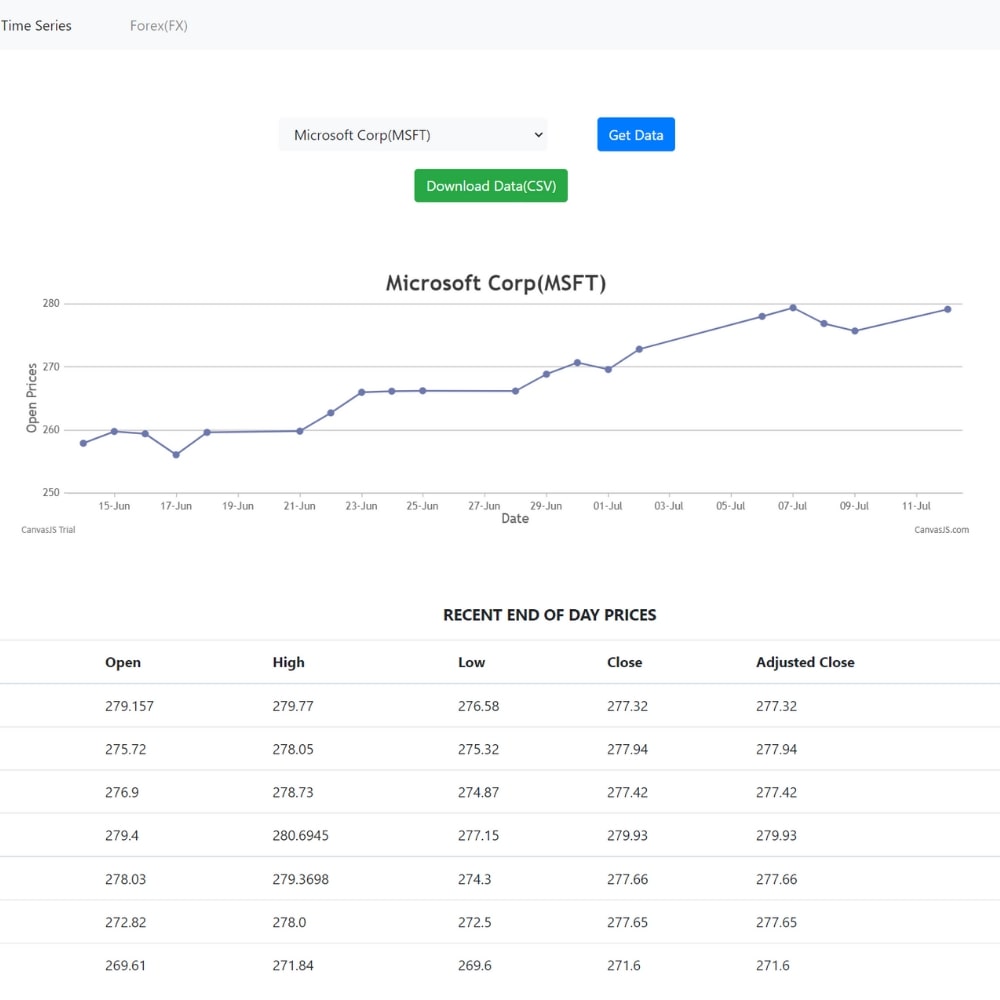 Time Series Forex(FX)
Microsoft Corp(MSFT) Get Data
Download Data(CSV)
Microsoft Corp(MSFT)
280
270
260
250
Open Prices
15-Jun 17-Jun 19-Jun 21-Jun 23-Jun 25-Jun 27-Jun 29-Jun 01-Jul 03-Jul 05-Jul 07-Jul 09-Jul 11-Jul
Date
CanvasJS Trial CanvasJS.com
RECENT END OF DAY PRICES
Open High Low Close Adjusted Close
279.157 279.77 276.58 277.32 277.32
275.72 278.05 275.32 277.94 277.94
276.9 278.73 274.87 277.42 277.42
279.4 280.6945 277.15 279.93 279.93
278.03 279.3698 274.3 277.66 277.66
272.82 278.0 272.5 277.65 277.65
269.61 271.84 269.6 271.6 271.6